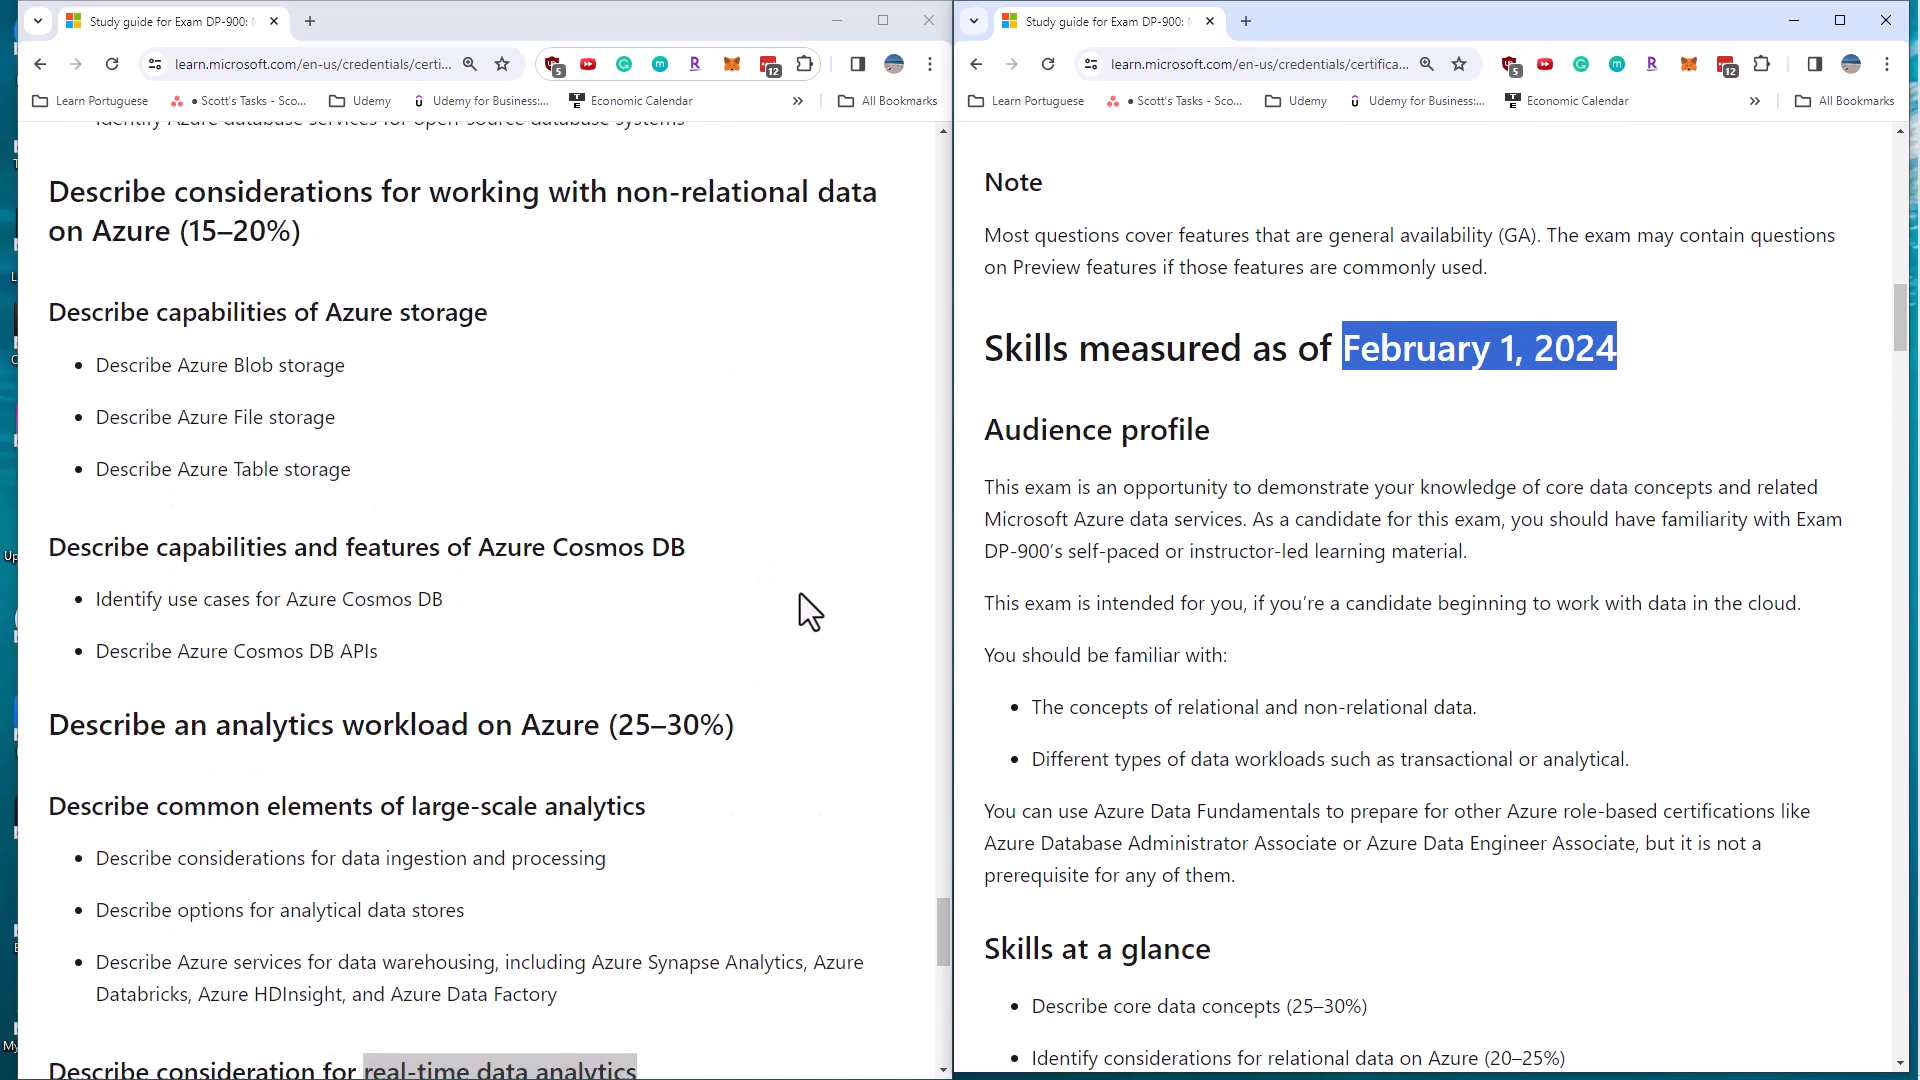 Study guide for Exam DP-900:
learn.microsoft.com/en-us/credentials/certi...
5
12
Learn Portuguese
• Scott's Tasks - Sco...
Udemy
Udemy for Business:...
Economic Calendar
All Bookmarks
Identify Azure database services for open-source database systems
Describe considerations for working with non-relational data
on Azure (15–20%)
Describe capabilities of Azure storage
• Describe Azure Blob storage
• Describe Azure File storage
• Describe Azure Table storage
Describe capabilities and features of Azure Cosmos DB
• Identify use cases for Azure Cosmos DB
• Describe Azure Cosmos DB APIs
Describe an analytics workload on Azure (25–30%)
Describe common elements of large-scale analytics
• Describe considerations for data ingestion and processing
• Describe options for analytical data stores
• Describe Azure services for data warehousing, including Azure Synapse Analytics, Azure
Databricks, Azure HDInsight, and Azure Data Factory
Describe consideration for real-time data analytics
Study guide for Exam DP-900:
learn.microsoft.com/en-us/credentials/certifica...
5
12
Learn Portuguese
• Scott's Tasks - Sco...
Udemy
Udemy for Business:...
Economic Calendar
All Bookmarks
Note
Most questions cover features that are general availability (GA). The exam may contain questions
on Preview features if those features are commonly used.
Skills measured as of February 1, 2024
Audience profile
This exam is an opportunity to demonstrate your knowledge of core data concepts and related
Microsoft Azure data services. As a candidate for this exam, you should have familiarity with Exam
DP-900’s self-paced or instructor-led learning material.
This exam is intended for you, if you’re a candidate beginning to work with data in the cloud.
You should be familiar with:
• The concepts of relational and non-relational data.
• Different types of data workloads such as transactional or analytical.
You can use Azure Data Fundamentals to prepare for other Azure role-based certifications like
Azure Database Administrator Associate or Azure Data Engineer Associate, but it is not a
prerequisite for any of them.
Skills at a glance
• Describe core data concepts (25–30%)
• Identify considerations for relational data on Azure (20–25%)